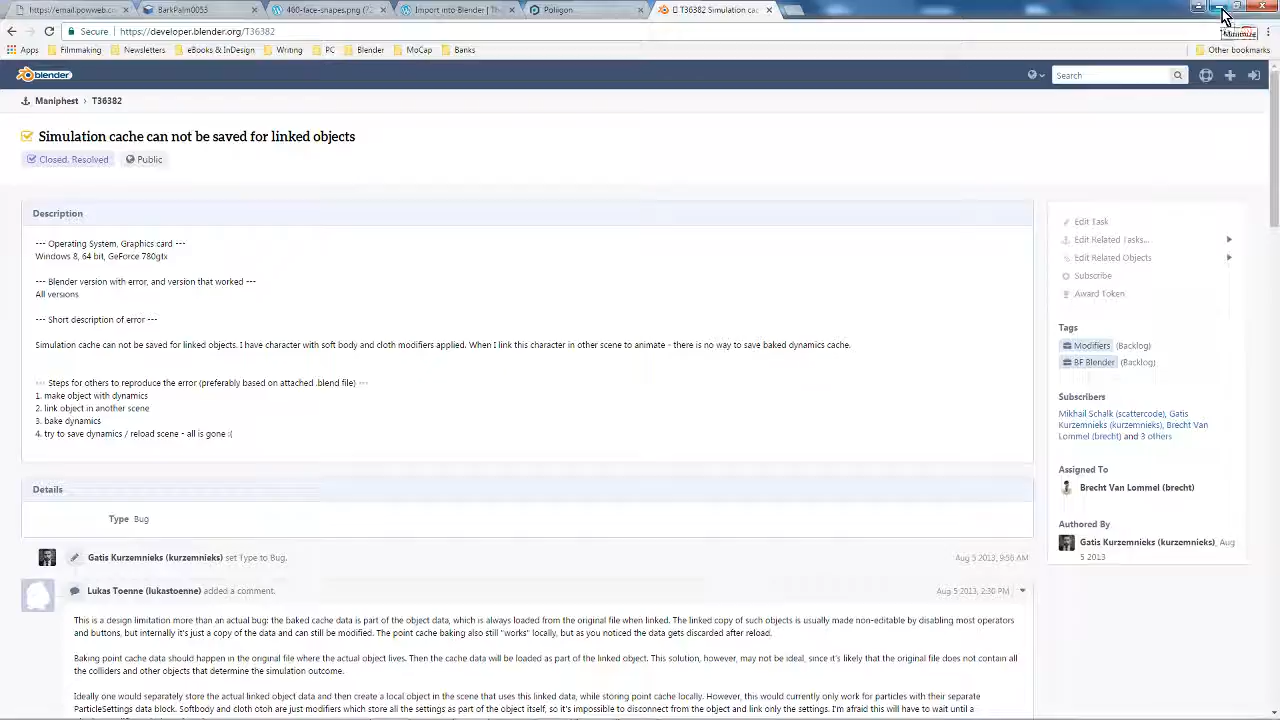 https://email.powweb.co
BarkPalm0053
460-face-snapes.png (7
Import into Blender | The
Poliigon
T36382 Simulation cac
Secure https://developer.blender.org/T36382
Minimize
Apps Filmmaking Newsletters eBooks & InDesign Writing PC Blender MoCap Banks Other bookmarks
blender Search
Maniphest > T36382
Simulation cache can not be saved for linked objects
Closed, Resolved Public
Description
--- Operating System, Graphics card ---
Windows 8, 64 bit, GeForce 780gtx
--- Blender version with error, and version that worked ---
All versions
--- Short description of error ---
Simulation cache can not be saved for linked objects. I have character with soft body and cloth modifiers applied. When I link this character in other scene to animate - there is no way to save baked dynamics cache.
--- Steps for others to reproduce the error (preferably based on attached .blend file) ---
1. make object with dynamics
2. link object in another scene
3. bake dynamics
4. try to save dynamics / reload scene - all is gone :(
Edit Task
Edit Related Tasks...
Edit Related Objects
Subscribe
Award Token
Tags
Modifiers (Backlog)
BF Blender (Backlog)
Subscribers
Mikhail Schalk (scattercode), Gatis
Kurzemnieks (kurzemnieks), Brecht Van
Lommel (brecht) and 3 others
Assigned To
Brecht Van Lommel (brecht)
Authored By
Gatis Kurzemnieks (kurzemnieks), Aug
5 2013
Details
Type Bug
Gatis Kurzemnieks (kurzemnieks) set Type to Bug. Aug 5 2013, 9:56 AM
Lukas Toenne (lukastoenne) added a comment. Aug 5 2013, 2:30 PM
This is a design limitation more than an actual bug: the baked cache data is part of the object data, which is always loaded from the original file when linked. The linked copy of such objects is usually made non-editable by disabling most operators
and buttons, but internally it's just a copy of the data and can still be modified. The point cache baking also still "works" locally, but as you noticed the data gets discarded after reload.
Baking point cache data should happen in the original file where the actual object lives. Then the cache data will be loaded as part of the linked object. This solution, however, may not be ideal, since it's likely that the original file does not contain all
the colliders and other objects that determine the simulation outcome.
Ideally one would separately store the actual linked object data and then create a local object in the scene that uses this linked data, while storing point cache locally. However, this would currently only work for particles with their separate
ParticleSettings data block. Softbody and cloth otoh are just modifiers which store all the settings as part of the object itself, so it's impossible to disconnect from the object and link only the settings. I'm afraid this will have to wait until a